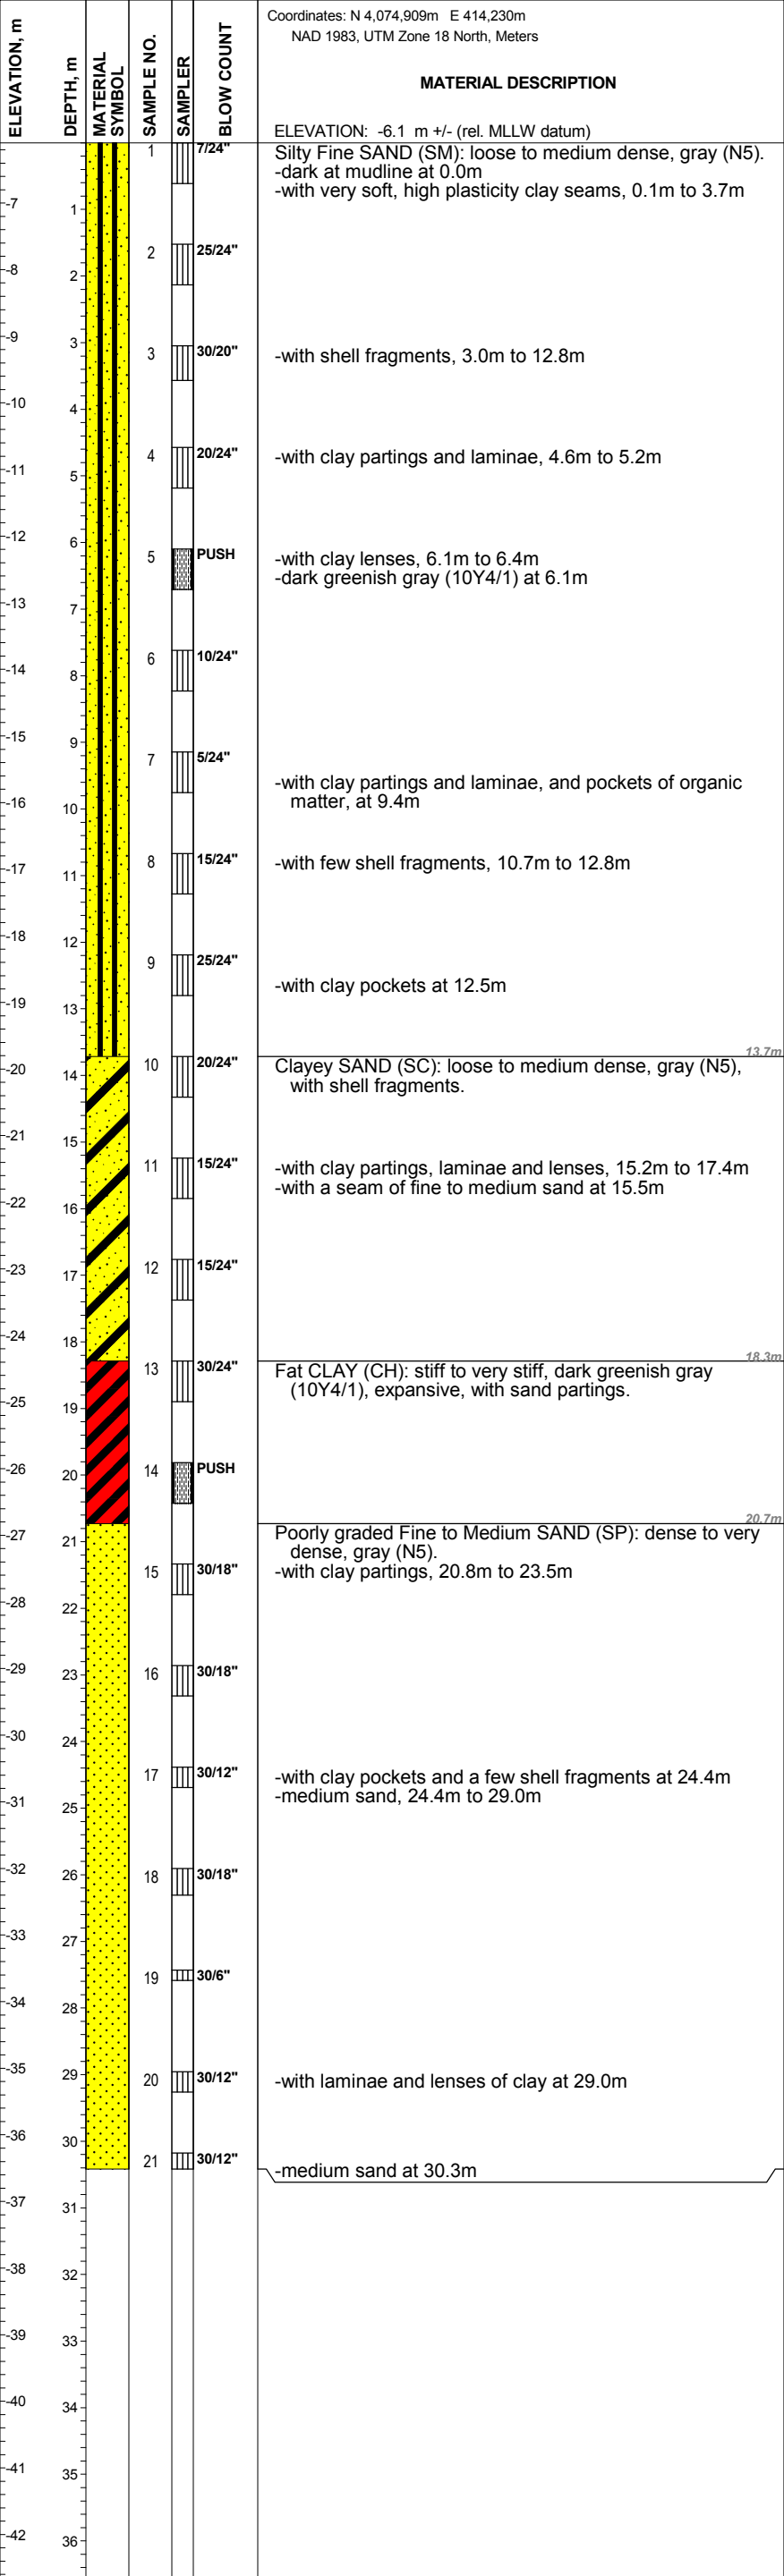 ELEVATION, m
DEPTH, m
MATERIAL SYMBOL
SAMPLE NO.
SAMPLER
BLOW COUNT
Coordinates: N 4,074,909m E 414,230m
NAD 1983, UTM Zone 18 North, Meters
MATERIAL DESCRIPTION
ELEVATION: -6.1 m +/- (rel. MLLW datum)
1 7/24" Silty Fine SAND (SM): loose to medium dense, gray (N5).
-dark at mudline at 0.0m
-with very soft, high plasticity clay seams, 0.1m to 3.7m
-7 1
2 25/24"
-8 2
-9 3
3 30/20" -with shell fragments, 3.0m to 12.8m
-10 4
4 20/24" -with clay partings and laminae, 4.6m to 5.2m
-11 5
-12 6
5 PUSH -with clay lenses, 6.1m to 6.4m
-dark greenish gray (10Y4/1) at 6.1m
-13 7
6 10/24"
-14 8
-15 9
7 5/24"
-with clay partings and laminae, and pockets of organic
matter, at 9.4m
-16 10
8 15/24" -with few shell fragments, 10.7m to 12.8m
-17 11
-18 12
9 25/24"
-with clay pockets at 12.5m
-19 13
13.7m
10 20/24" Clayey SAND (SC): loose to medium dense, gray (N5),
with shell fragments.
-20 14
-21 15
11 15/24" -with clay partings, laminae and lenses, 15.2m to 17.4m
-with a seam of fine to medium sand at 15.5m
-22 16
12 15/24"
-23 17
-24 18
18.3m
13 30/24" Fat CLAY (CH): stiff to very stiff, dark greenish gray
(10Y4/1), expansive, with sand partings.
-25 19
14 PUSH
-26 20
20.7m
-27 21
Poorly graded Fine to Medium SAND (SP): dense to very
dense, gray (N5).
15 30/18" -with clay partings, 20.8m to 23.5m
-28 22
16 30/18"
-29 23
-30 24
17 30/12" -with clay pockets and a few shell fragments at 24.4m
-medium sand, 24.4m to 29.0m
-31 25
-32 26
18 30/18"
-33 27
19 30/6"
-34 28
-35 29
20 30/12" -with laminae and lenses of clay at 29.0m
-36 30
21 30/12" -medium sand at 30.3m
-37 31
-38 32
-39 33
-40 34
-41 35
-42 36